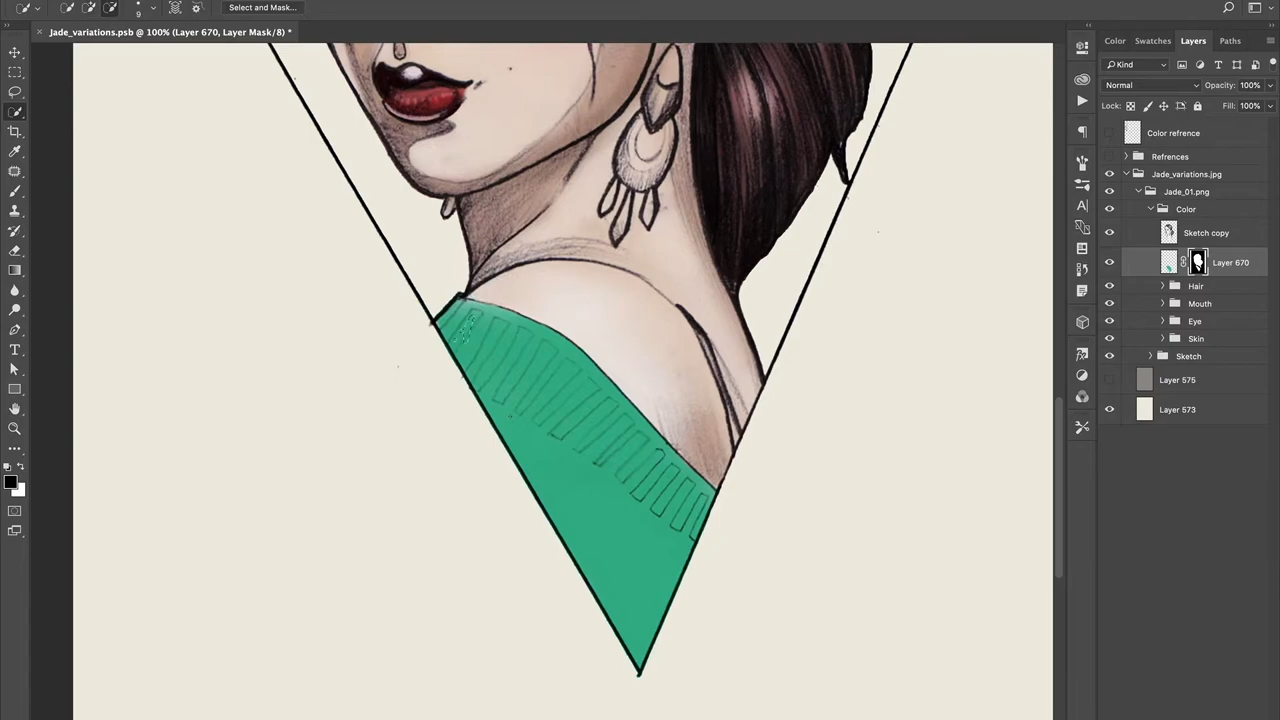 9
Select and Mask...
Jade_variations.psb @ 100% (Layer 670, Layer Mask/8) *
Color
Swatches
Layers
Paths
Kind
Normal
Opacity: 100%
Lock:
Fill: 100%
Color refrence
Refrences
Jade_variations.jpg
Jade_01.png
Color
Sketch copy
Layer 670
Hair
Mouth
Eye
Skin
Sketch
Layer 575
Layer 573